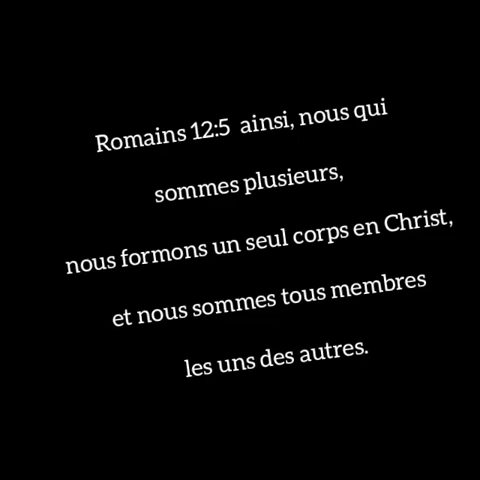 Romains 12:5 ainsi, nous qui
sommes plusieurs,
nous formons un seul corps en Christ,
et nous sommes tous membres
les uns des autres.